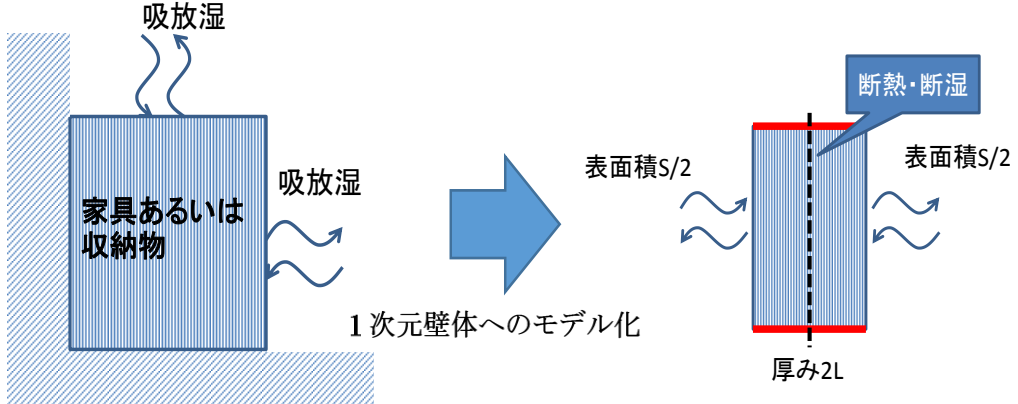 吸放湿
吸放湿
家具あるいは
収納物
1次元壁体へのモデル化
断熱・断湿
表面積S/2
表面積S/2
厚み2L